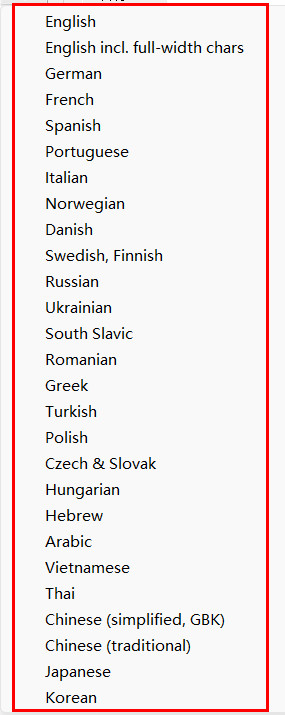 English
English incl. full-width chars
German
French
Spanish
Portuguese
Italian
Norwegian
Danish
Swedish, Finnish
Russian
Ukrainian
South Slavic
Romanian
Greek
Turkish
Polish
Czech & Slovak
Hungarian
Hebrew
Arabic
Vietnamese
Thai
Chinese (simplified, GBK)
Chinese (traditional)
Japanese
Korean